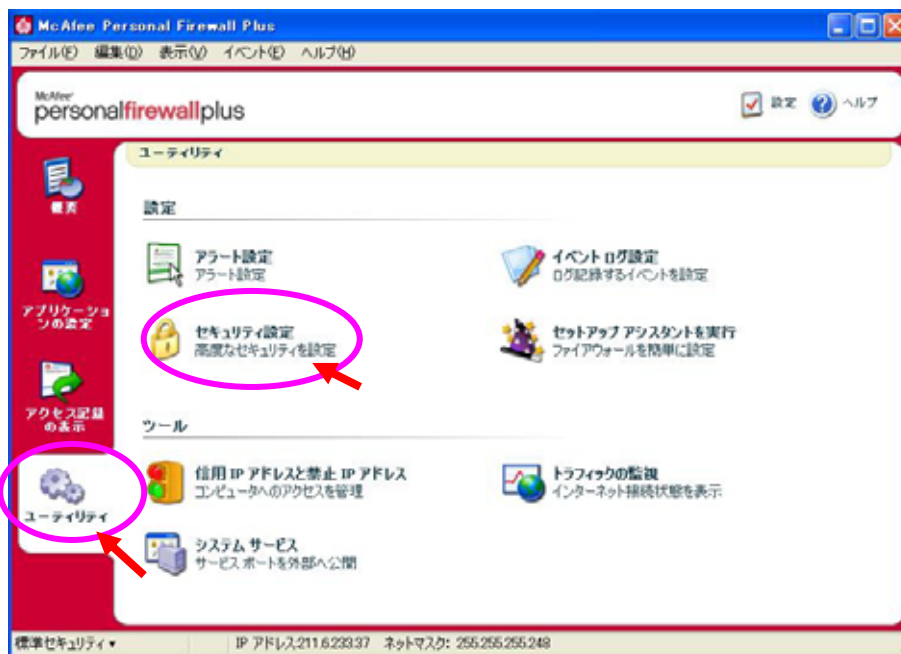 McAfee Personal Firewall Plus
ファイル(F) 編集(D) 表示(V) イベント(E) ヘルプ(H)
McAfee
personalfirewallplus
設定 ヘルプ
ユーティリティ
概要
設定
アラート設定
アラート設定
イベント ログ設定
ログ記録するイベントを設定
アプリケーションの設定
セキュリティ設定
高度なセキュリティを設定
セットアップ アシスタントを実行
ファイアウォールを簡単に設定
アクセス記録の表示
ツール
信用 IP アドレスと禁止 IP アドレス
コンピュータへのアクセスを管理
トラフィックの監視
インターネット接続状態を表示
ユーティリティ
システム サービス
サービス ポートを外部へ公開
標準セキュリティ
IP アドレス:211.6.233.37 ネットマスク: 255.255.255.248